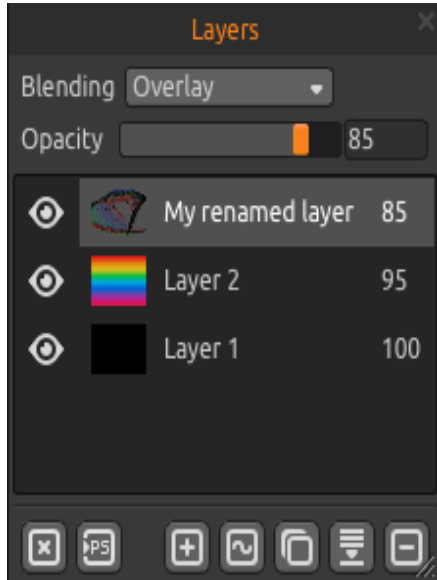 Layers
Blending Overlay
Opacity 85
My renamed layer 85
Layer 2 95
Layer 1 100
PS